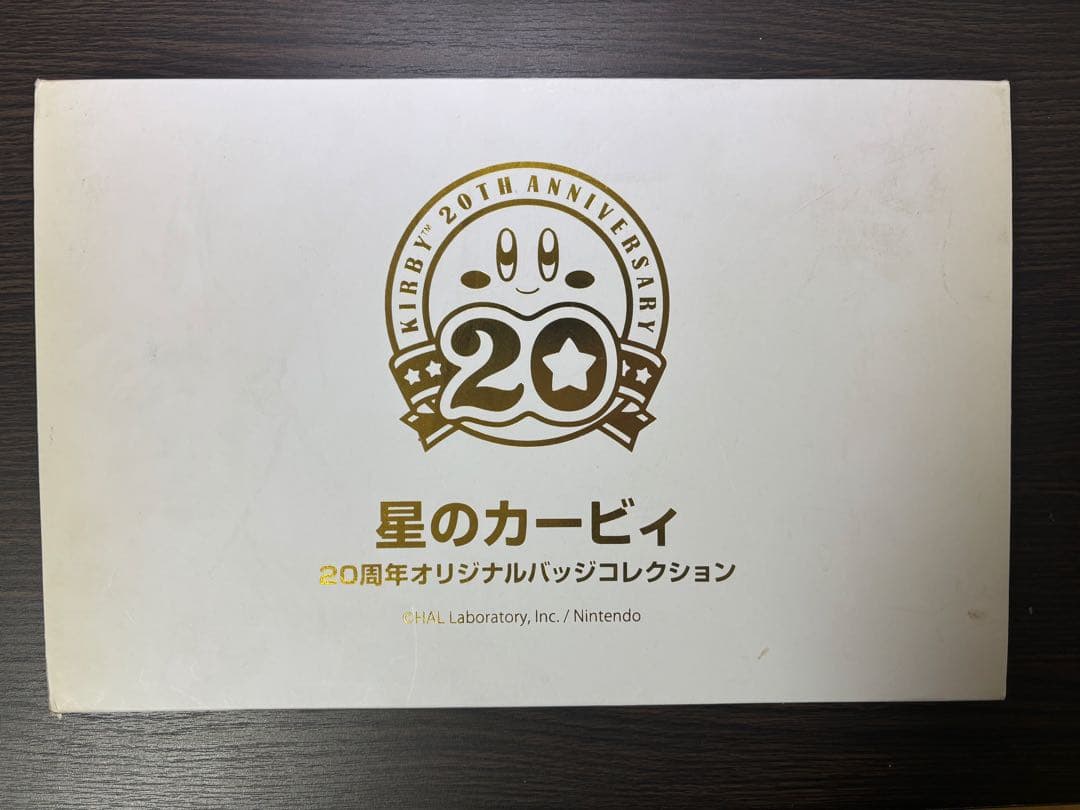 KIRBY™ 20TH ANNIVERSARY
20
星のカービィ
20周年オリジナルバッジコレクション
©HAL Laboratory, Inc. / Nintendo